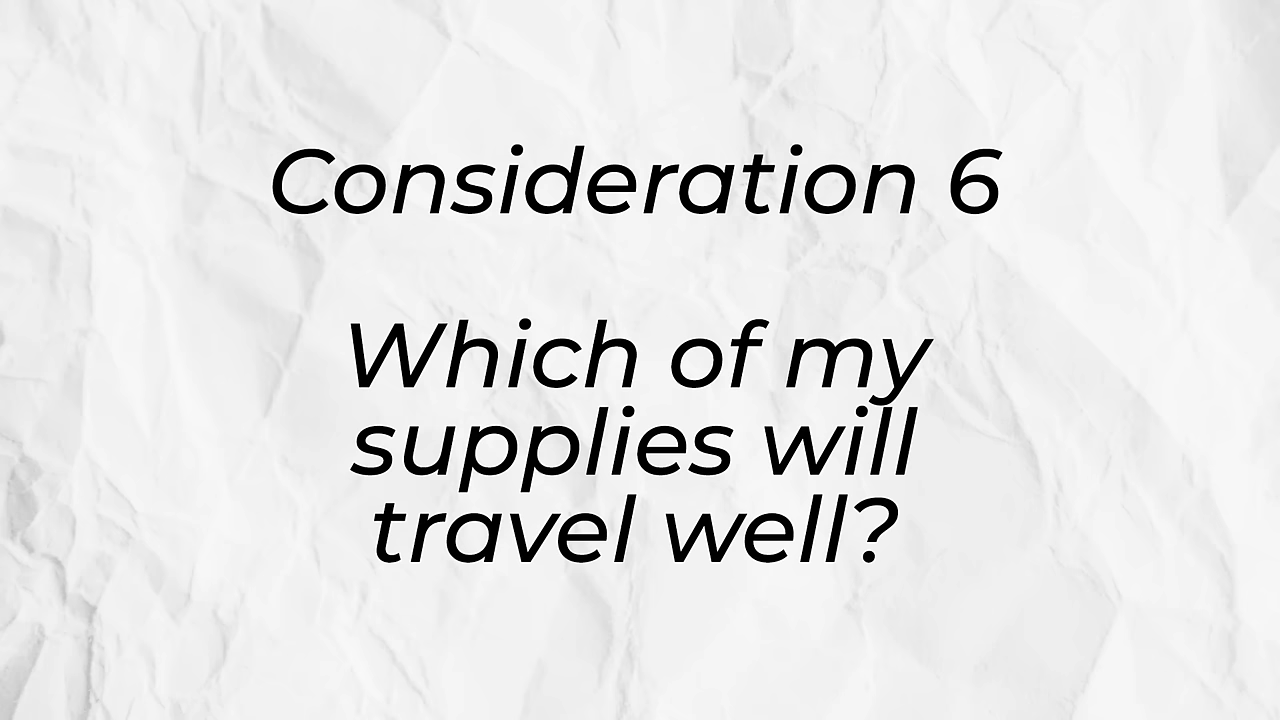 Consideration 6
Which of my
supplies will
travel well?